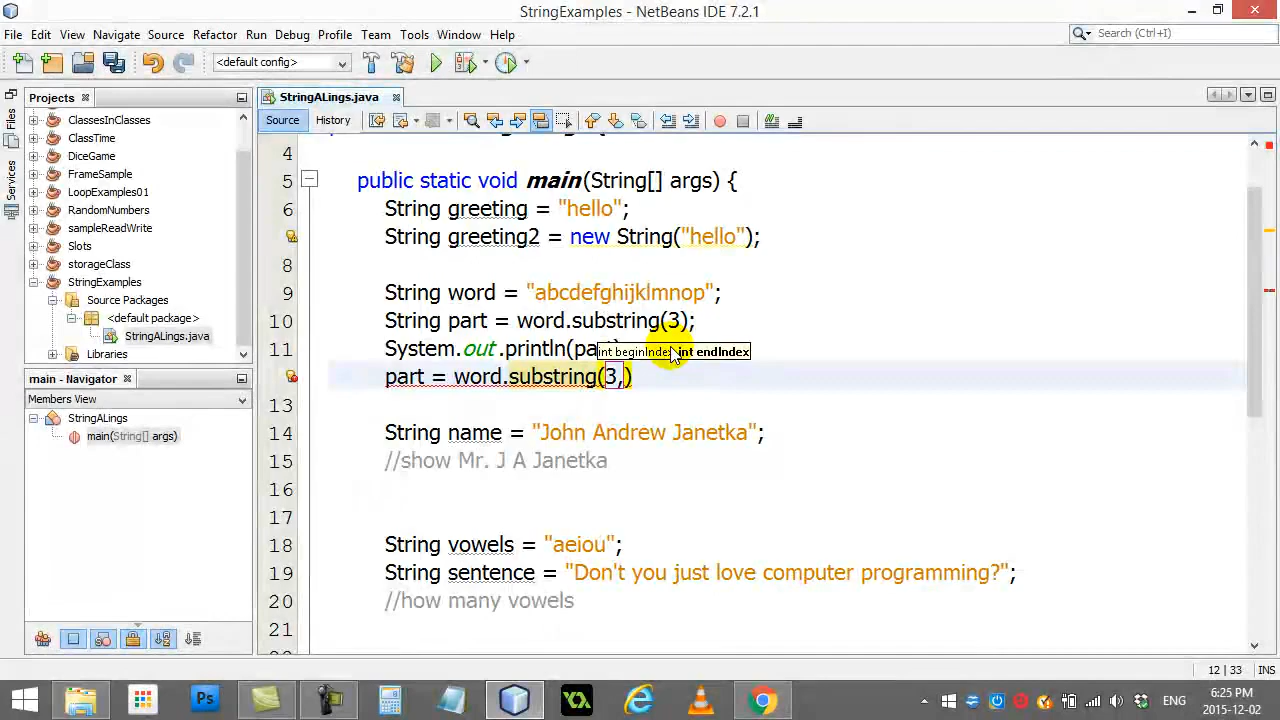 StringExamples - NetBeans IDE 7.2.1
File Edit View Navigate Source Refactor Run Debug Profile Team Tools Window Help
Search (Ctrl+I)
<default config>
Projects
StringALings.java
Files
Services
Source History
ClassesInClasses
ClassTime
DiceGame
FrameSample
LoopExamples01
RandomNumbers
sampleReadWrite
Slots
storageClass
StringExamples
Source Packages
<default package>
StringALings.java
Libraries
main - Navigator
Members View
StringALings
main(String[] args)
4
5 public static void main(String[] args) {
6 String greeting = "hello";
String greeting2 = new String("hello");
8
9 String word = "abcdefghijklmnop";
10 String part = word.substring(3);
11 System.out.println(pa
int beginIndex, int endIndex
part = word.substring(3,)
13
14 String name = "John Andrew Janetka";
15 //show Mr. J A Janetka
16
17
18 String vowels = "aeiou";
19 String sentence = "Don't you just love computer programming?";
20 //how many vowels
21
12 | 33 INS
ENG
6:25 PM
2015-12-02